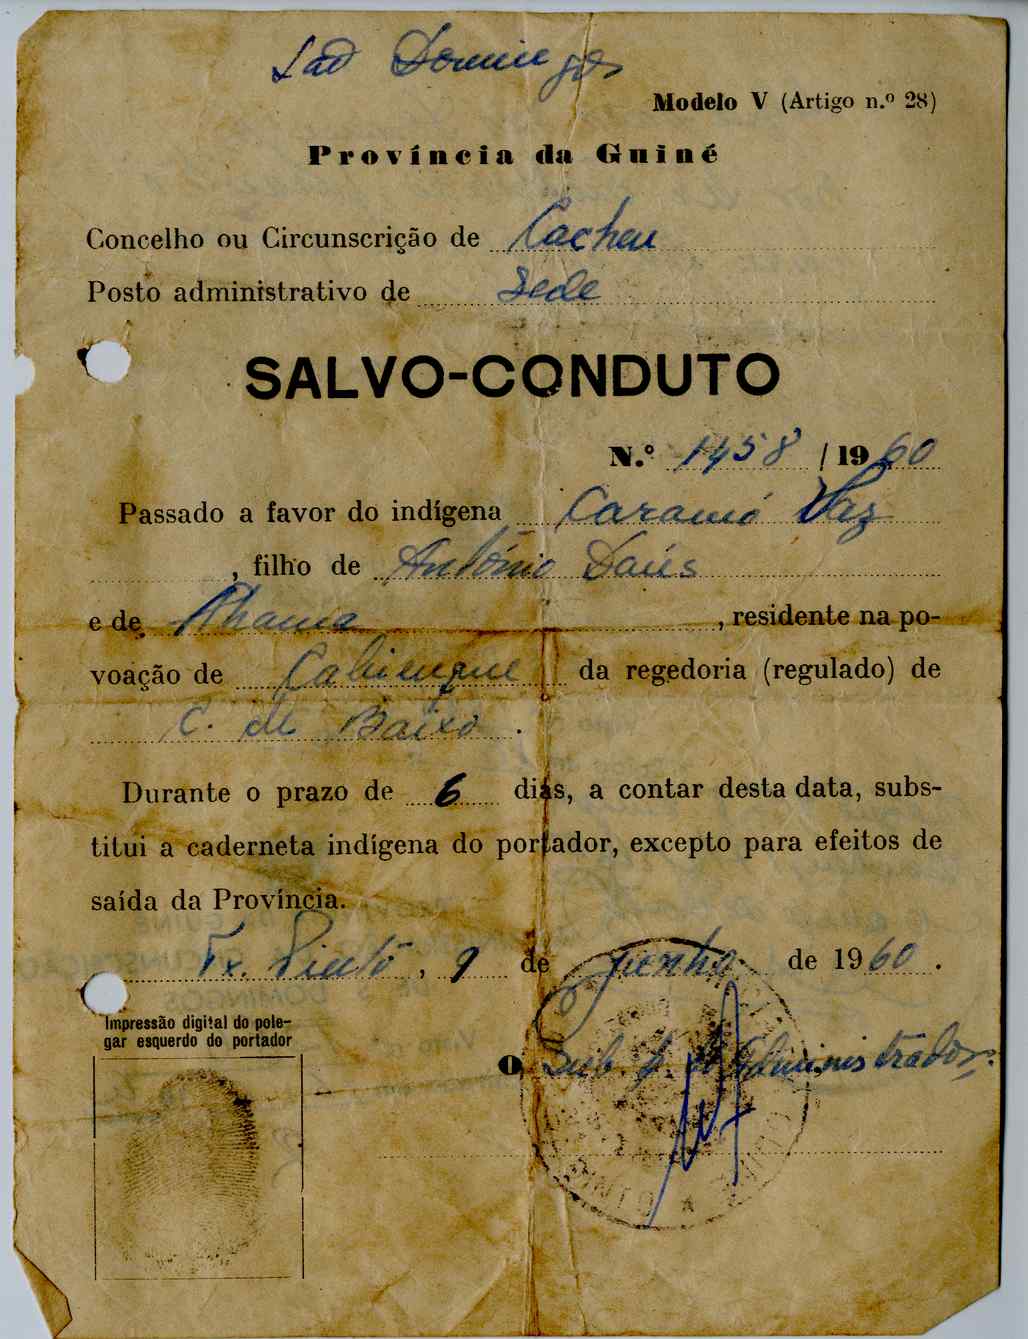 São Domingos
Modelo V (Artigo n.º 28)
Província da Guiné
Concelho ou Circunscrição de Cacheu
Posto administrativo de Sede
SALVO-CONDUTO
N.º 1458 / 1960
Passado a favor do indígena Caramó Vaz
, filho de António Daús
e de , residente na po-
voação de da regedoria (regulado) de
C. de Baixo .
Durante o prazo de 6 dias, a contar desta data, subs-
titui a caderneta indígena do portador, excepto para efeitos de
saída da Província.
Tx. Pinto , 9 de junho de 1960 .
Impressão digital do pole-
gar esquerdo do portador
O Administrador
PINTO